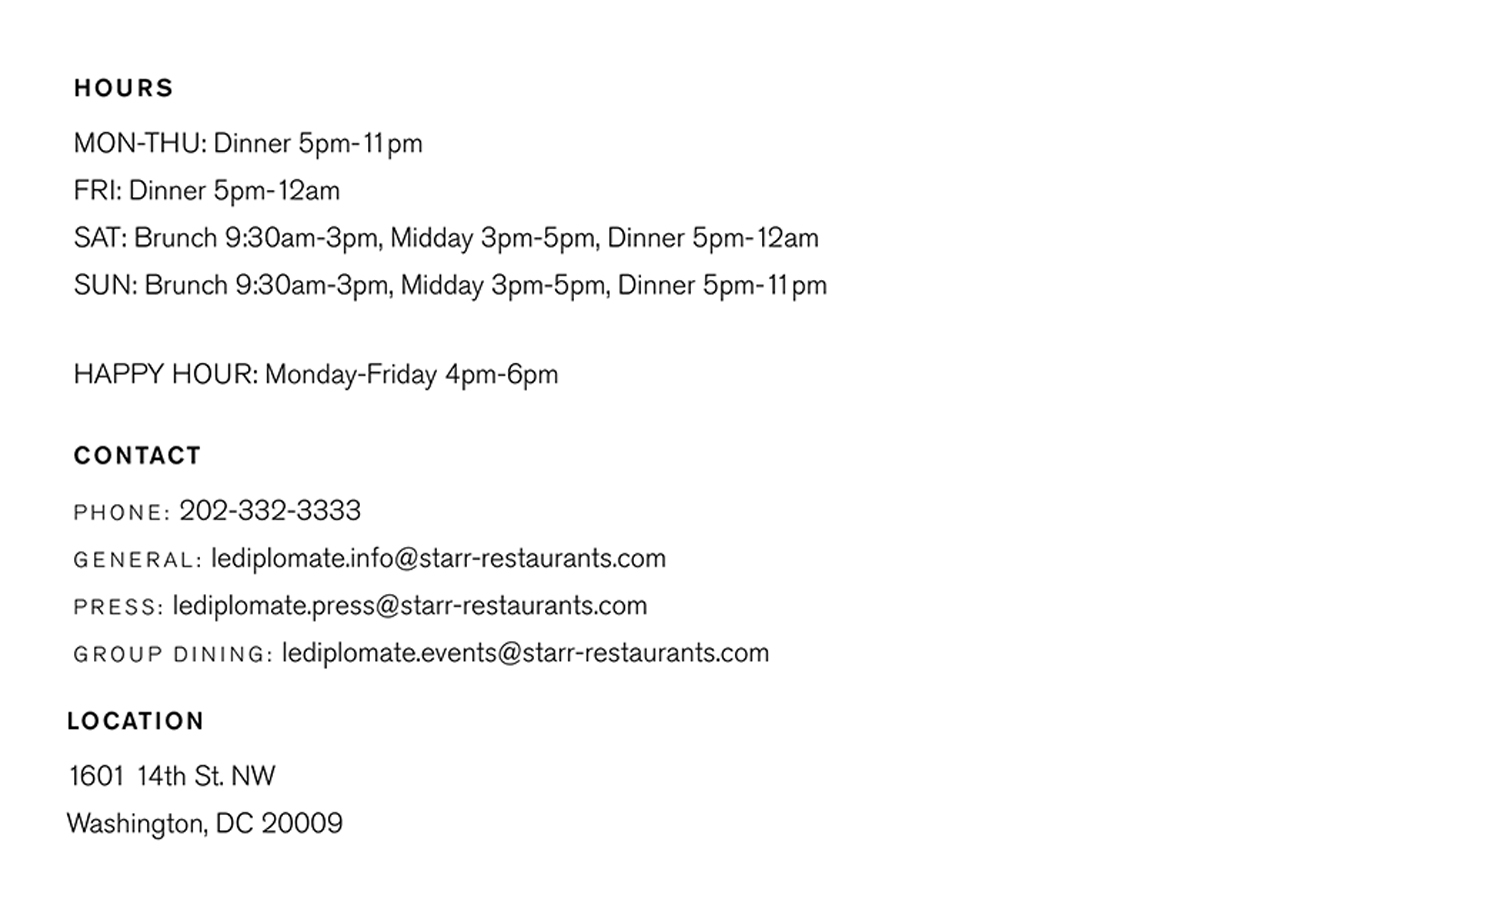 HOURS
MON-THU: Dinner 5pm-11pm
FRI: Dinner 5pm-12am
SAT: Brunch 9:30am-3pm, Midday 3pm-5pm, Dinner 5pm-12am
SUN: Brunch 9:30am-3pm, Midday 3pm-5pm, Dinner 5pm-11pm
HAPPY HOUR: Monday-Friday 4pm-6pm
CONTACT
PHONE: 202-332-3333
GENERAL: lediplomate.info@starr-restaurants.com
PRESS: lediplomate.press@starr-restaurants.com
GROUP DINING: lediplomate.events@starr-restaurants.com
LOCATION
1601 14th St. NW
Washington, DC 20009